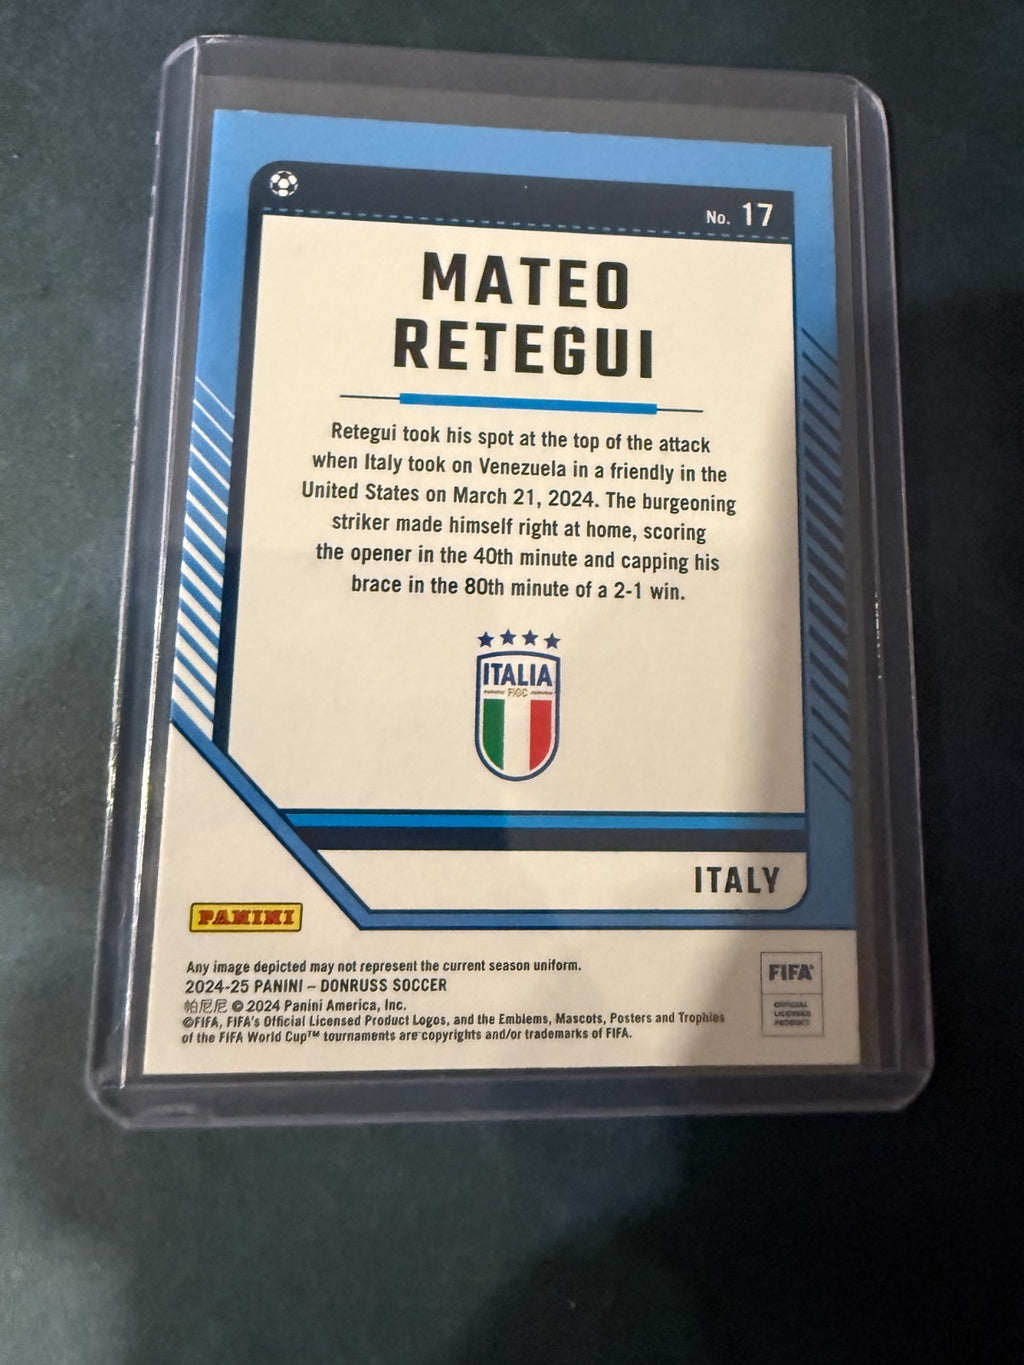 No. 17
MATEO
RETEGUI
Retegui took his spot at the top of the attack
when Italy took on Venezuela in a friendly in the
United States on March 21, 2024. The burgeoning
striker made himself right at home, scoring
the opener in the 40th minute and capping his
brace in the 80th minute of a 2-1 win.
ITALIA
FIGC
ITALY
PANINI
Any image depicted may not represent the current season uniform.
2024-25 PANINI – DONRUSS SOCCER
帕尼尼 © 2024 Panini America, Inc.
©FIFA, FIFA's Official Licensed Product Logos, and the Emblems, Mascots, Posters and Trophies
of the FIFA World Cup™ tournaments are copyrights and/or trademarks of FIFA.
FIFA®
OFFICIAL
LICENSED
PRODUCT